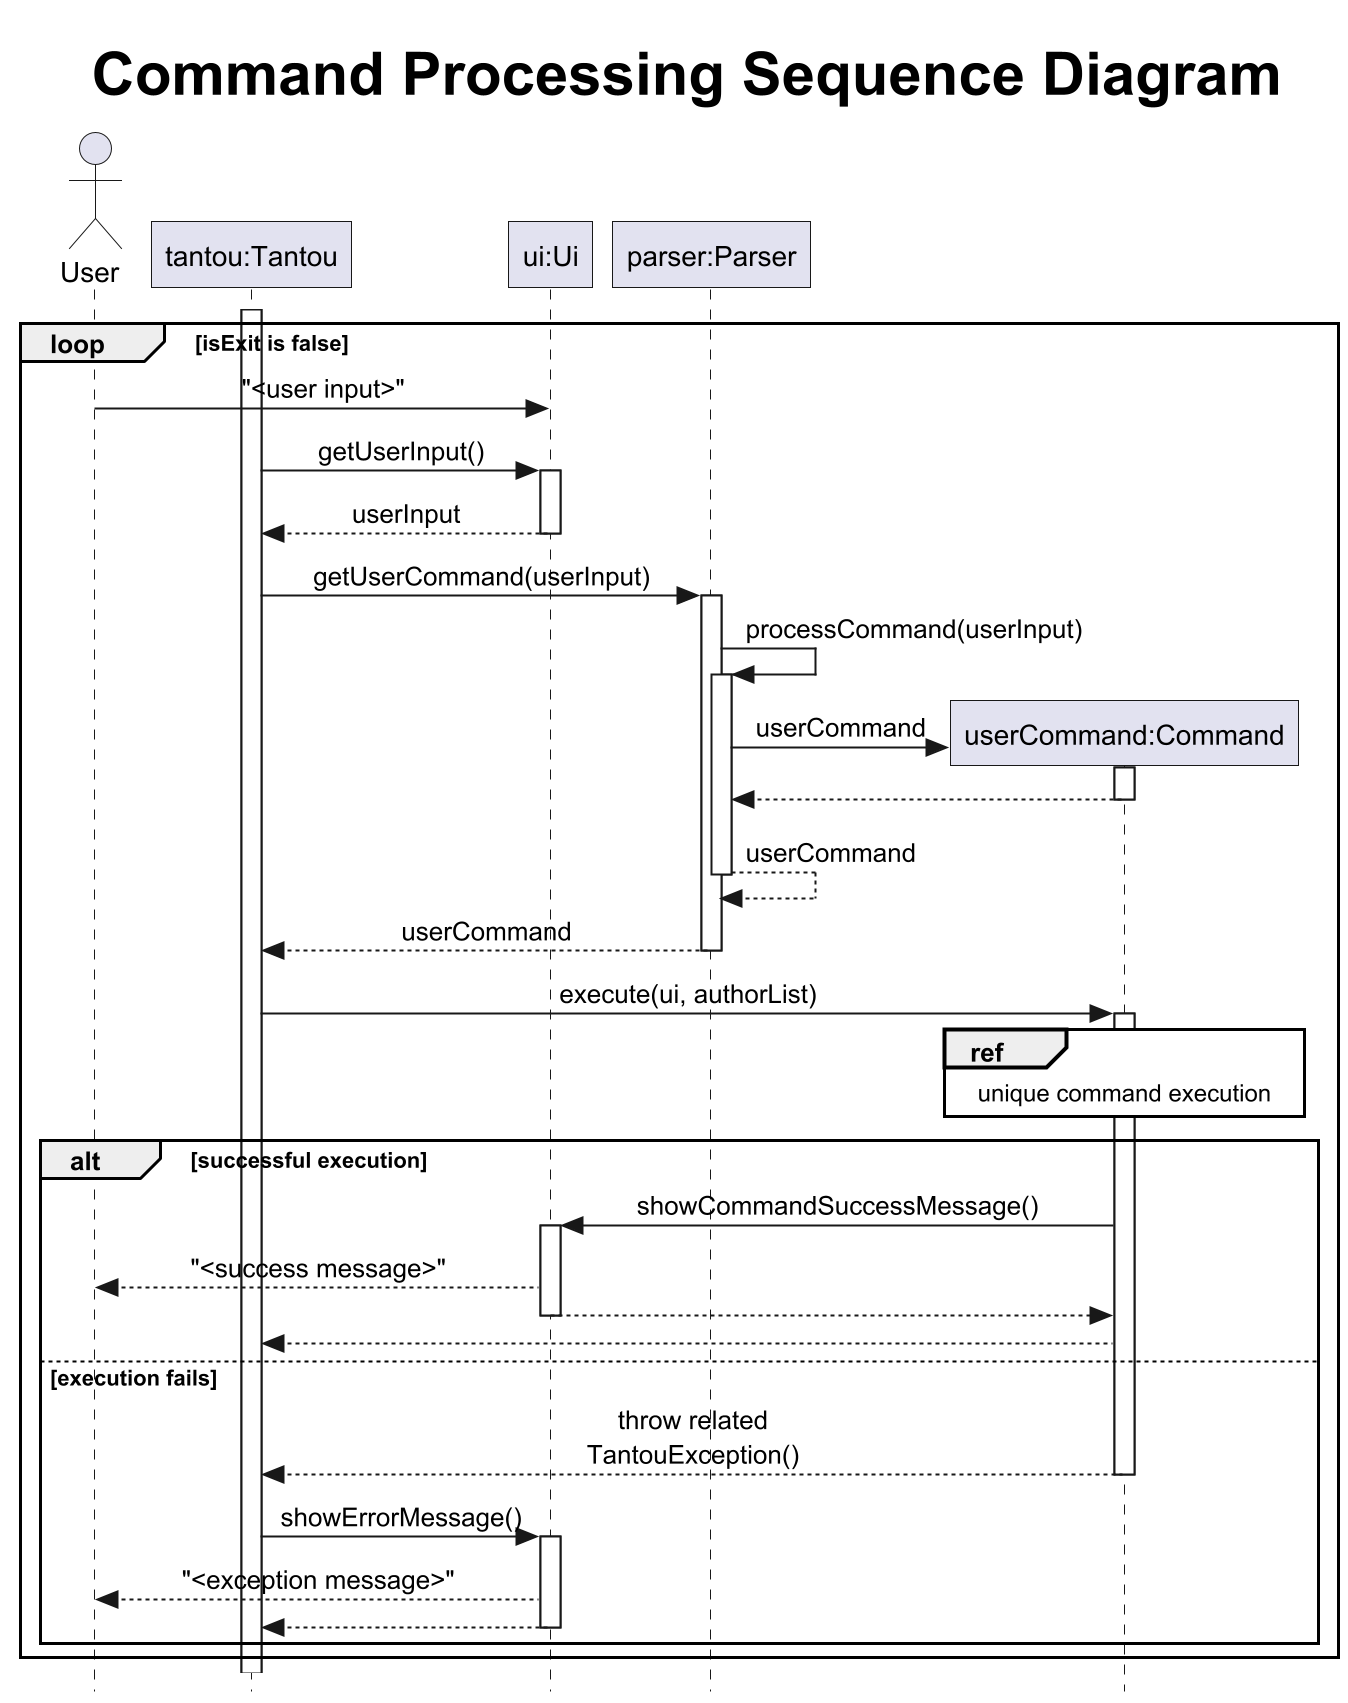 Command Processing Sequence Diagram
User
tantou:Tantou
ui:Ui
parser:Parser
loop
[isExit is false]
"<user input>"
getUserInput()
userInput
getUserCommand(userInput)
processCommand(userInput)
userCommand
userCommand:Command
userCommand
userCommand
execute(ui, authorList)
ref
unique command execution
alt
[successful execution]
showCommandSuccessMessage()
"<success message>"
[execution fails]
throw related
TantouException()
showErrorMessage()
"<exception message>"